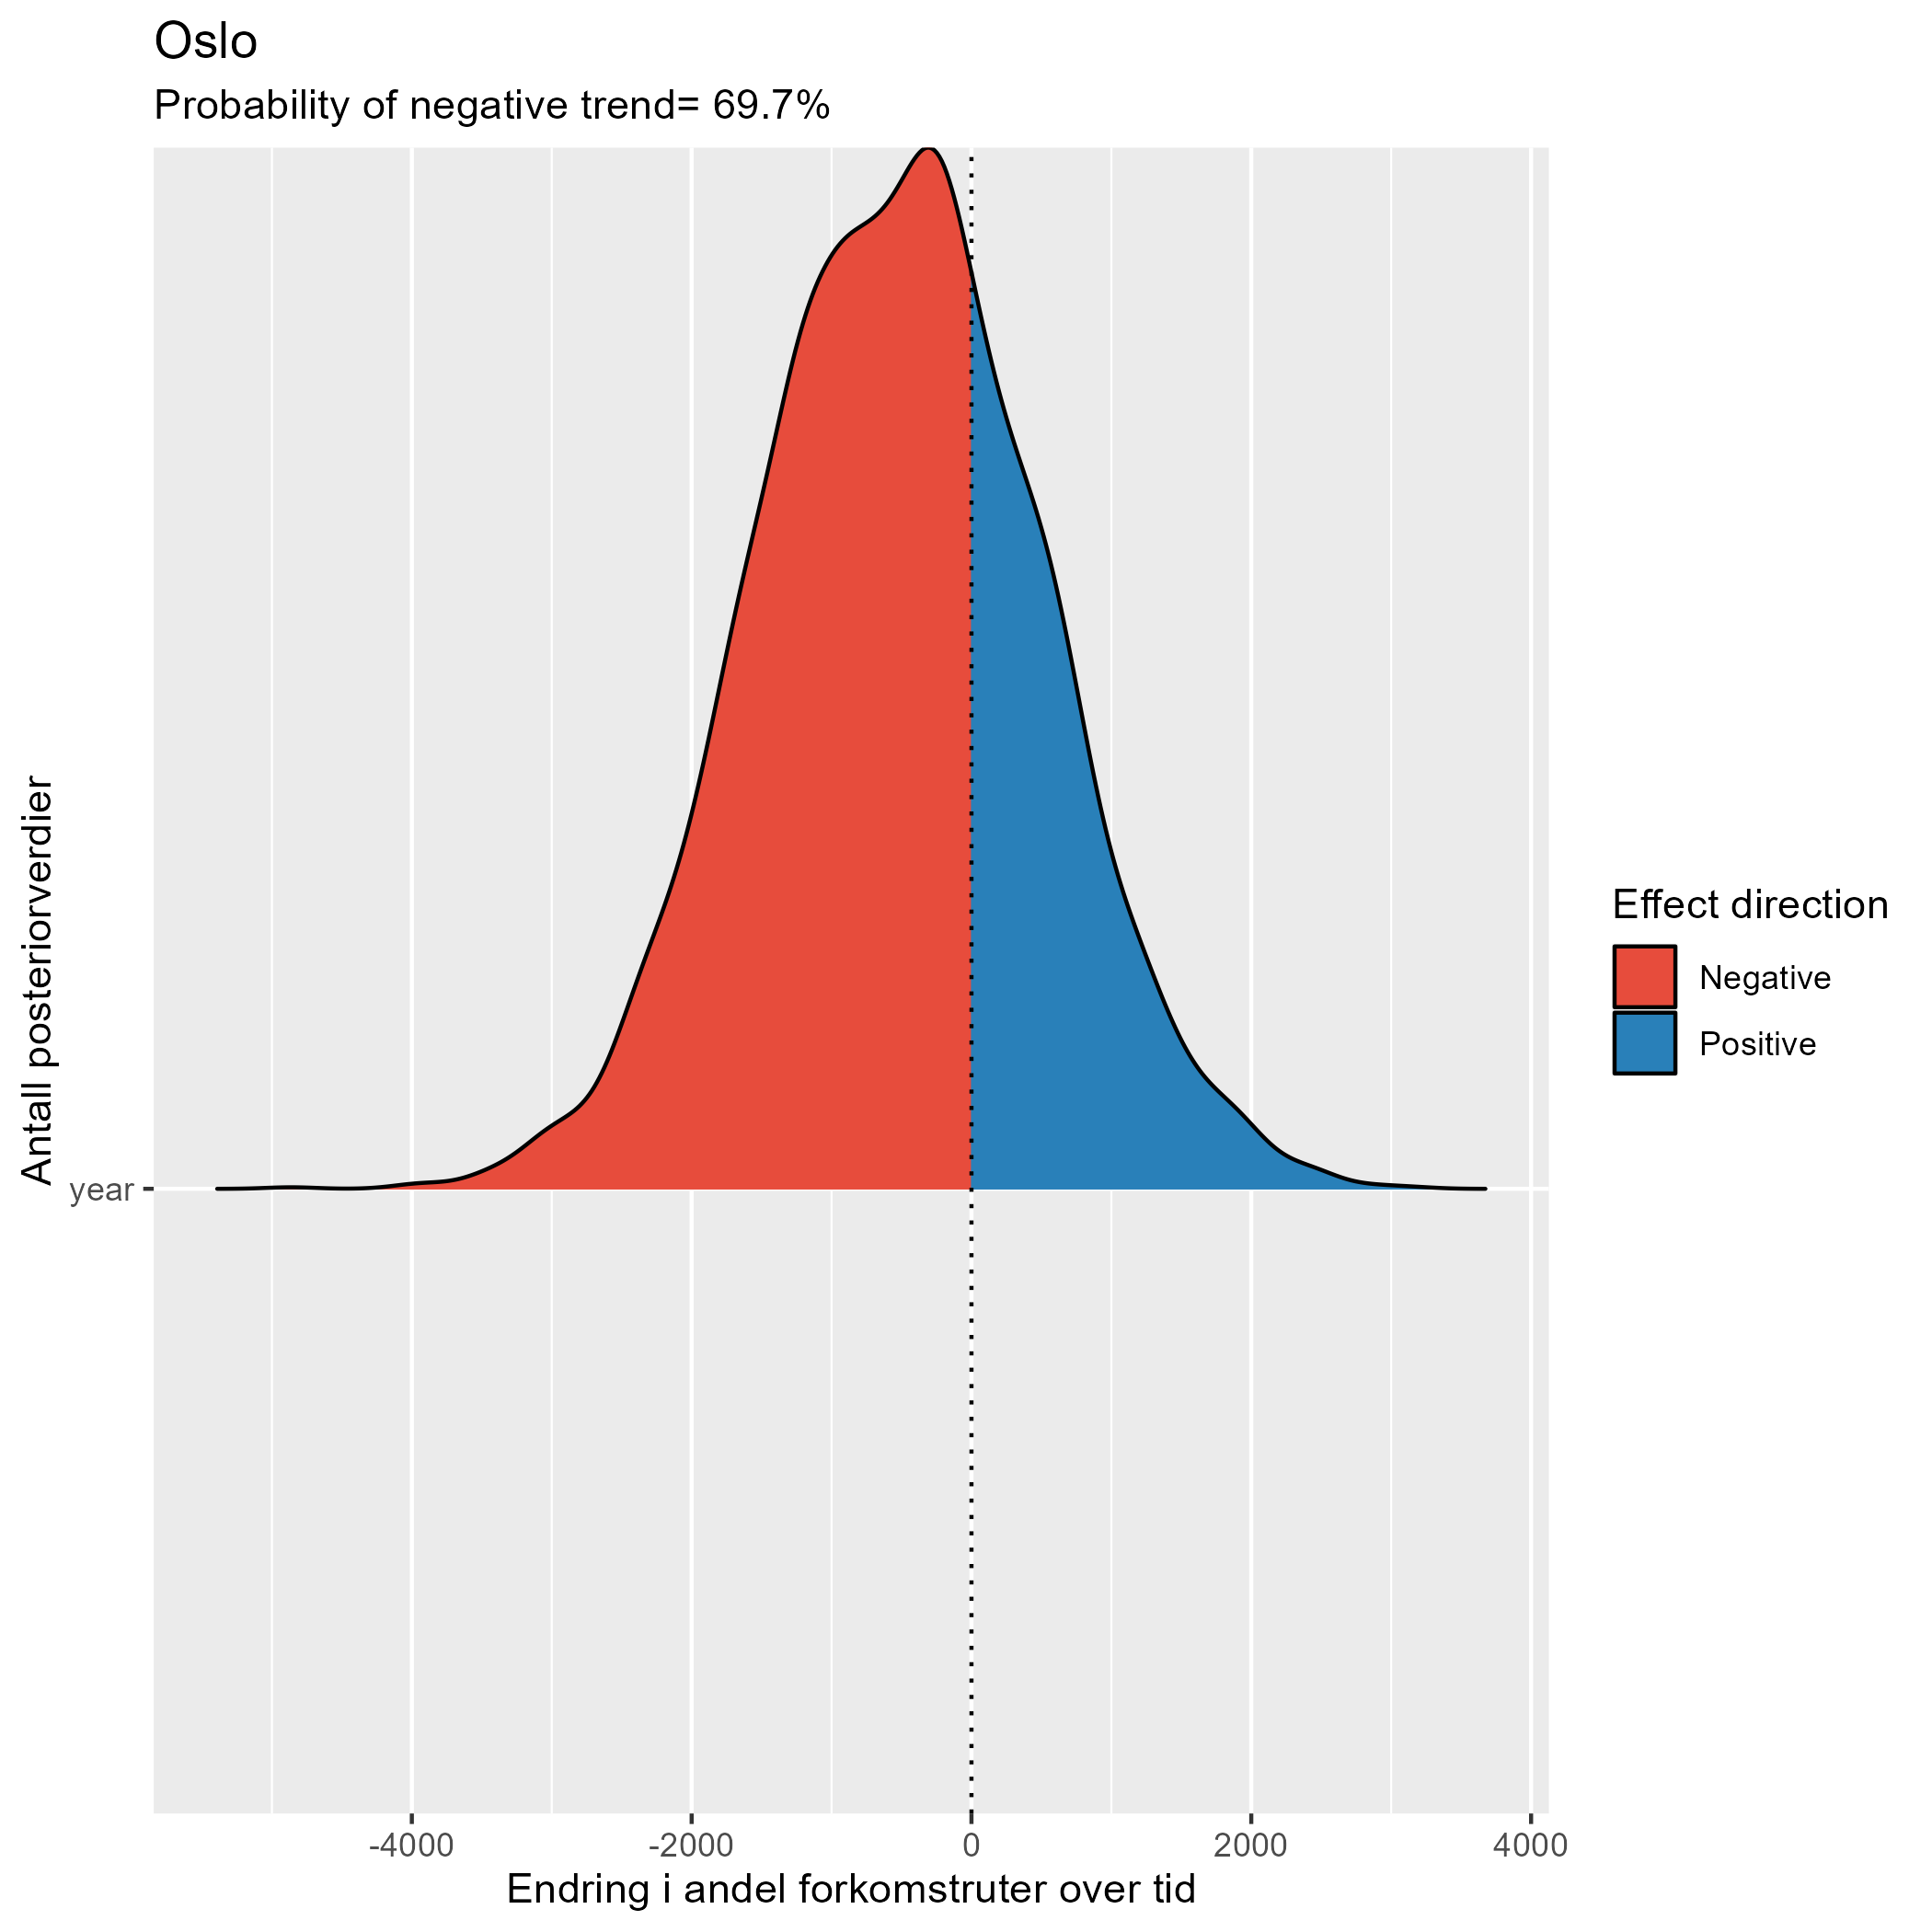 Oslo
Probability of negative trend= 69.7%
Antall posteriorverdier
year
Effect direction
Negative
Positive
-4000
-2000
0
2000
4000
Endring i andel forkomstruter over tid